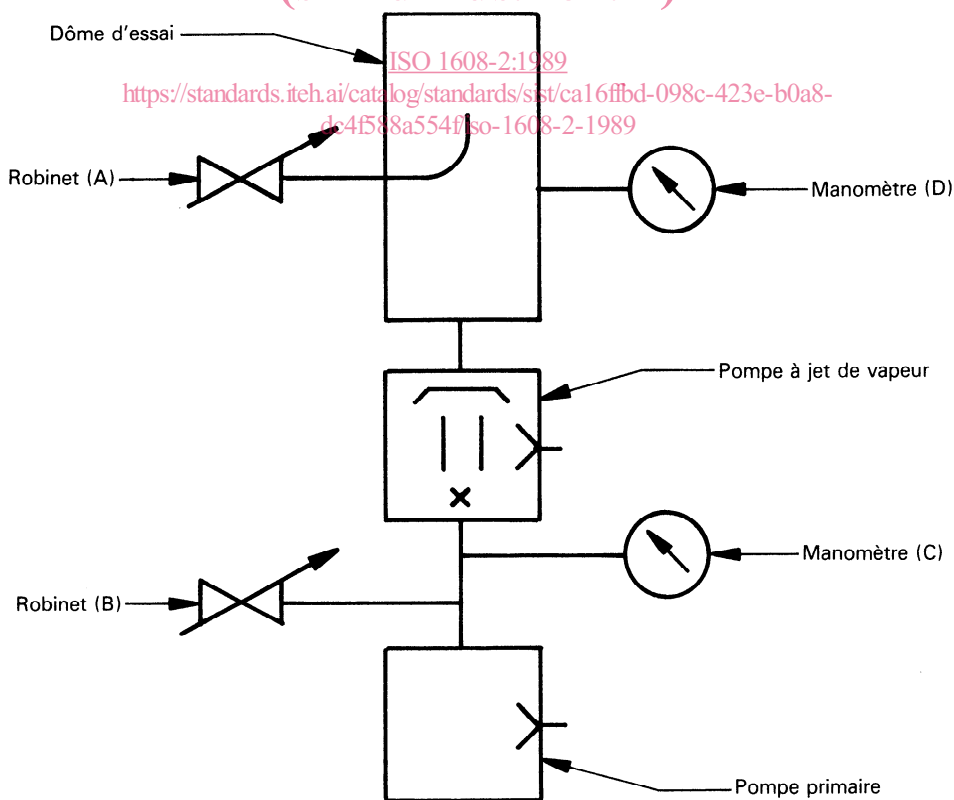 Dôme d'essai
ISO 1608-2:1989
https://standards.iteh.ai/catalog/standards/sist/ca16ffbd-098c-423e-b0a8-
dc4f588a554f/iso-1608-2-1989
Robinet (A)
Manomètre (D)
Pompe à jet de vapeur
Manomètre (C)
Robinet (B)
Pompe primaire